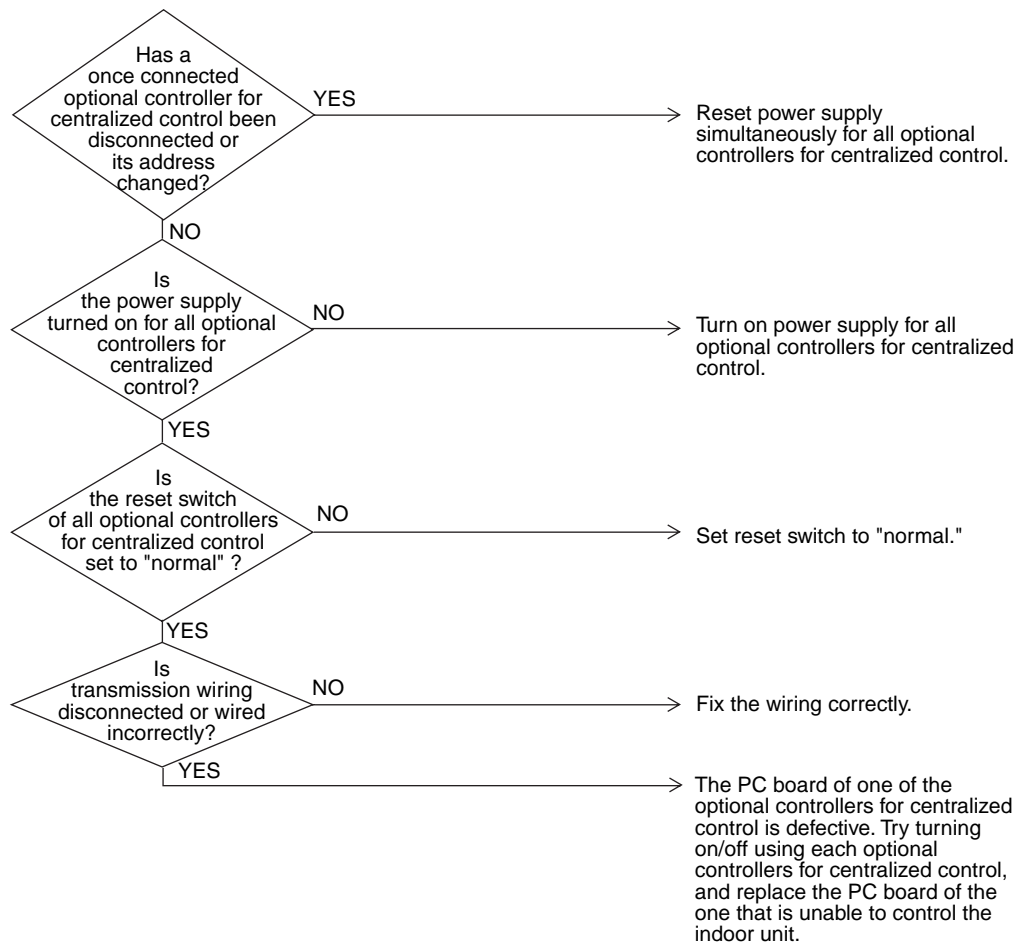 Has a
once connected
optional controller for
centralized control been
disconnected or
its address
changed?
YES
Reset power supply
simultaneously for all optional
controllers for centralized control.
NO
Is
the power supply
turned on for all optional
controllers for
centralized
control?
NO
Turn on power supply for all
optional controllers for centralized
control.
YES
Is
the reset switch
of all optional controllers
for centralized control
set to "normal" ?
NO
Set reset switch to "normal."
YES
Is
transmission wiring
disconnected or wired
incorrectly?
NO
Fix the wiring correctly.
YES
The PC board of one of the
optional controllers for centralized
control is defective. Try turning
on/off using each optional
controllers for centralized control,
and replace the PC board of the
one that is unable to control the
indoor unit.